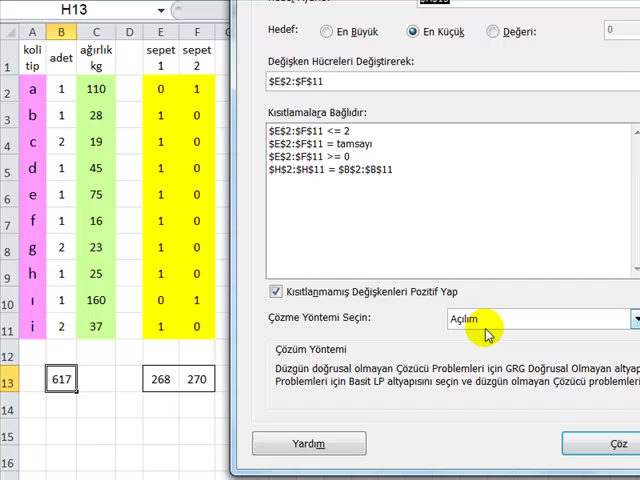 H13
A B C D E F
1 koli tip adet ağırlık kg sepet 1 sepet 2
2 a 1 110 0 1
3 b 1 28 1 0
4 c 2 19 1 0
5 d 1 45 1 0
6 e 1 75 1 0
7 f 1 16 1 0
8 g 2 23 1 0
9 h 1 25 1 0
10 ı 1 160 0 1
11 i 2 37 1 0
12
13 617 268 270
14
15
16
Hedef:
En Büyük
En Küçük
Değeri:
0
Değişken Hücreleri Değiştirerek:
$E$2:$F$11
Kısıtlamalara Bağlıdır:
$E$2:$F$11 <= 2
$E$2:$F$11 = tamsayı
$E$2:$F$11 >= 0
$H$2:$H$11 = $B$2:$B$11
Kısıtlanmamış Değişkenleri Pozitif Yap
Çözme Yöntemi Seçin:
Açılım
Çözüm Yöntemi
Düzgün doğrusal olmayan Çözücü Problemleri için GRG Doğrusal Olmayan altyap
Problemleri için Basit LP altyapısını seçin ve düzgün olmayan Çözücü problemleri
Yardım
Çöz